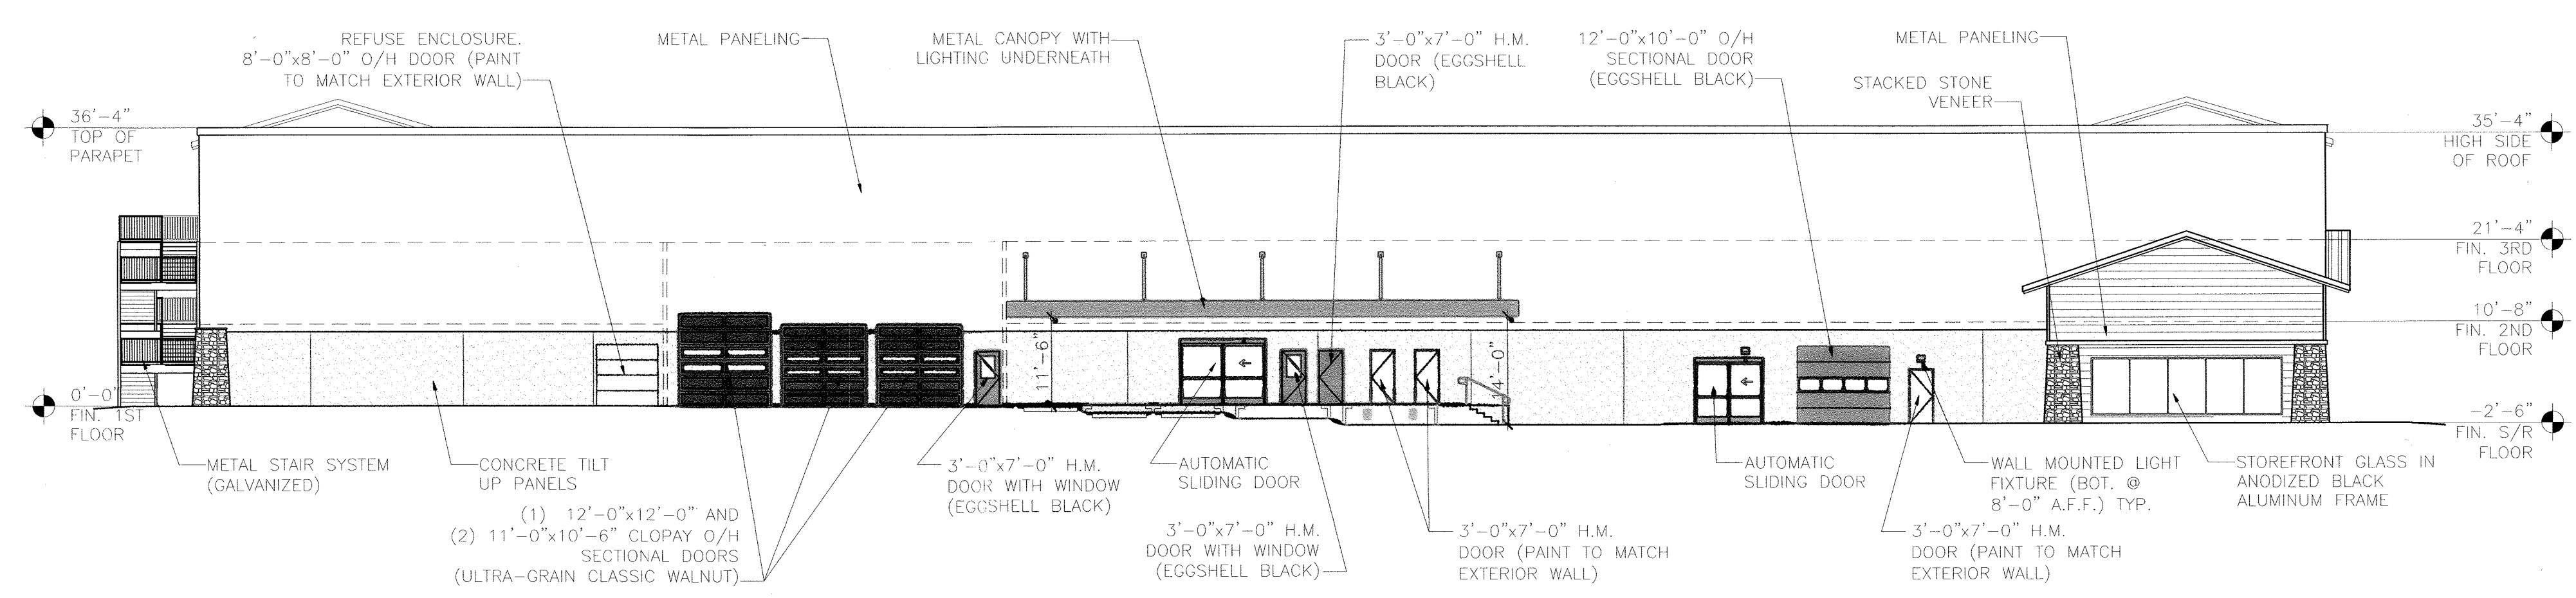 REFUSE ENCLOSURE.
8'-0"x8'-0" O/H DOOR (PAINT
TO MATCH EXTERIOR WALL)
METAL PANELING
METAL CANOPY WITH
LIGHTING UNDERNEATH
3'-0"x7'-0" H.M.
DOOR (EGGSHELL
BLACK)
12'-0"x10'-0" O/H
SECTIONAL DOOR
(EGGSHELL BLACK)
METAL PANELING
STACKED STONE
VENEER
36'-4"
TOP OF
PARAPET
35'-4"
HIGH SIDE
OF ROOF
21'-4"
FIN. 3RD
FLOOR
10'-8"
FIN. 2ND
FLOOR
11'-6"
14'-0"
0'-0"
FIN. 1ST
FLOOR
-2'-6"
FIN. S/R
FLOOR
METAL STAIR SYSTEM
(GALVANIZED)
CONCRETE TILT
UP PANELS
(1) 12'-0"x12'-0" AND
(2) 11'-0"x10'-6" CLOPAY O/H
SECTIONAL DOORS
(ULTRA-GRAIN CLASSIC WALNUT)
3'-0"x7'-0" H.M.
DOOR WITH WINDOW
(EGGSHELL BLACK)
AUTOMATIC
SLIDING DOOR
3'-0"x7'-0" H.M.
DOOR WITH WINDOW
(EGGSHELL BLACK)
3'-0"x7'-0" H.M.
DOOR (PAINT TO MATCH
EXTERIOR WALL)
AUTOMATIC
SLIDING DOOR
WALL MOUNTED LIGHT
FIXTURE (BOT. @
8'-0" A.F.F.) TYP.
3'-0"x7'-0" H.M.
DOOR (PAINT TO MATCH
EXTERIOR WALL)
STOREFRONT GLASS IN
ANODIZED BLACK
ALUMINUM FRAME